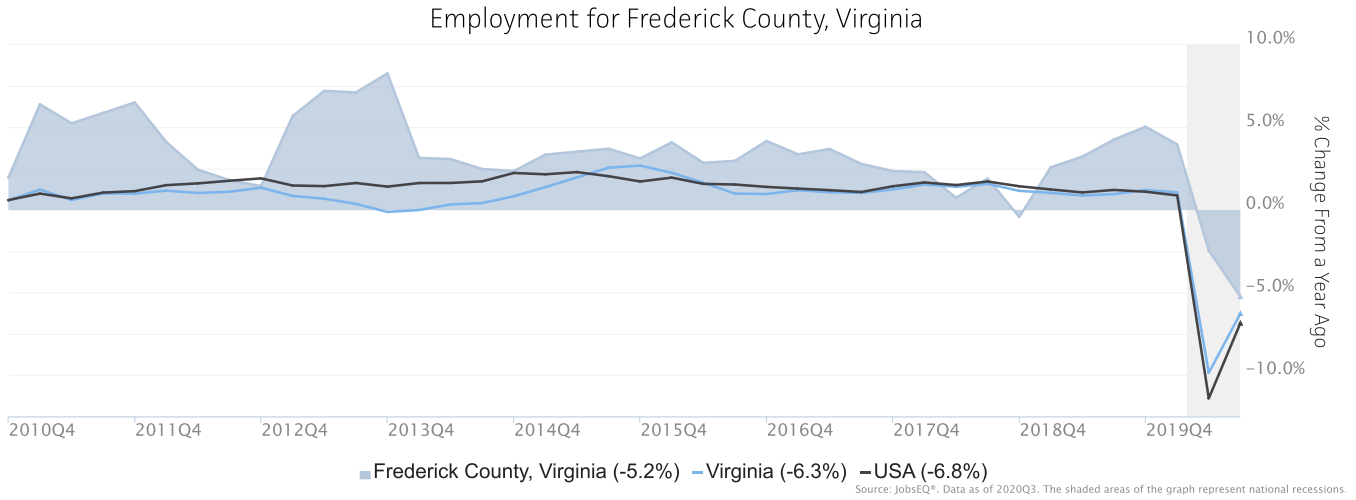 Employment for Frederick County, Virginia
10.0%
5.0%
0.0%
–5.0%
–10.0%
% Change From a Year Ago
2010Q4 2011Q4 2012Q4 2013Q4 2014Q4 2015Q4 2016Q4 2017Q4 2018Q4 2019Q4
Frederick County, Virginia (-5.2%) Virginia (-6.3%) USA (-6.8%)
Source: JobsEQ®. Data as of 2020Q3. The shaded areas of the graph represent national recessions.